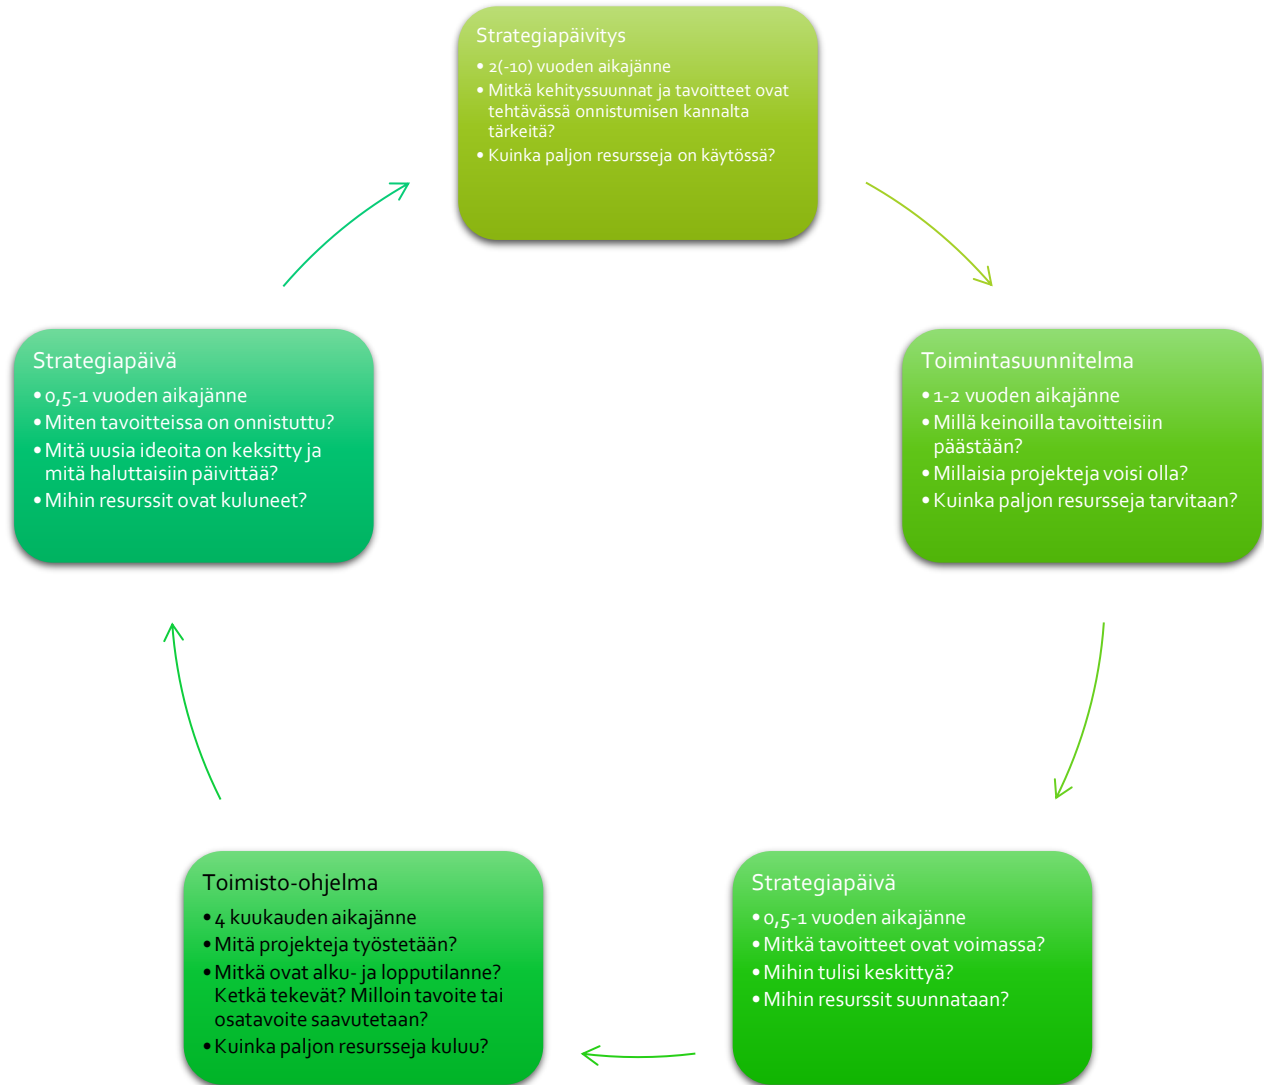 Strategiapäivitys
• 2(-10) vuoden aikajänne
• Mitkä kehityssuunnat ja tavoitteet ovat
tehtävässä onnistumisen kannalta
tärkeitä?
• Kuinka paljon resursseja on käytössä?
Toimintasuunnitelma
• 1-2 vuoden aikajänne
• Millä keinoilla tavoitteisiin
päästään?
• Millaisia projekteja voisi olla?
• Kuinka paljon resursseja tarvitaan?
Strategiapäivä
• 0,5-1 vuoden aikajänne
• Mitkä tavoitteet ovat voimassa?
• Mihin tulisi keskittyä?
• Mihin resurssit suunnataan?
Toimisto-ohjelma
• 4 kuukauden aikajänne
• Mitä projekteja työstetään?
• Mitkä ovat alku- ja lopputilanne?
Ketkä tekevät? Milloin tavoite tai
osatavoite saavutetaan?
• Kuinka paljon resursseja kuluu?
Strategiapäivä
• 0,5-1 vuoden aikajänne
• Miten tavoitteissa on onnistuttu?
• Mitä uusia ideoita on keksitty ja
mitä haluttaisiin päivittää?
• Mihin resurssit ovat kuluneet?